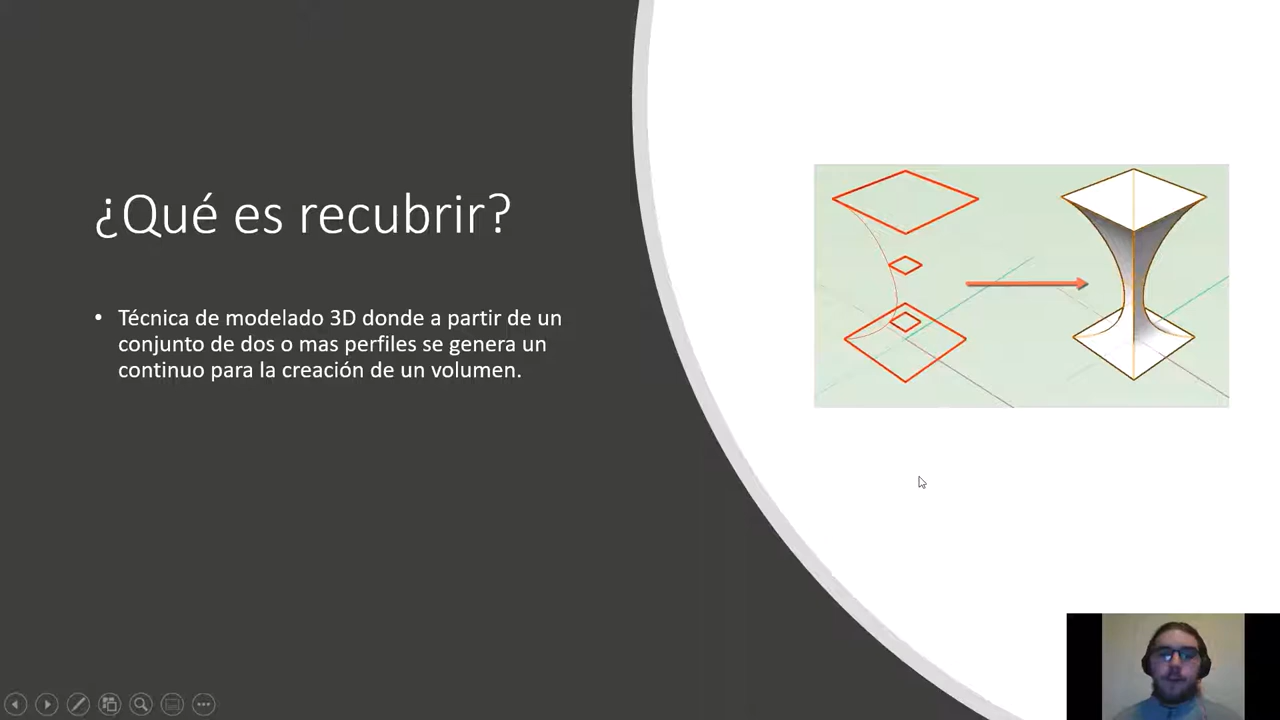 ¿Qué es recubrir?
• Técnica de modelado 3D donde a partir de un
conjunto de dos o mas perfiles se genera un
continuo para la creación de un volumen.